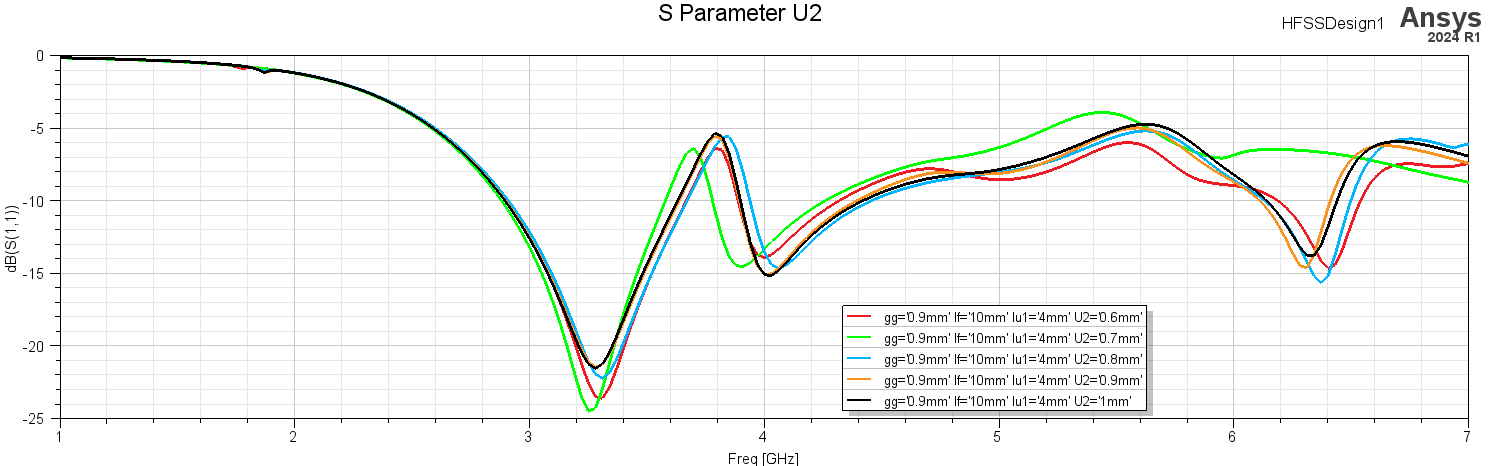 S Parameter U2
HFSSDesign1
Ansys
2024 R1
dB(S(1,1))
0
-5
-10
-15
-20
-25
1 2 3 4 5 6 7
Freq [GHz]
gg='0.9mm' lf='10mm' lu1='4mm' U2='0.6mm'
gg='0.9mm' lf='10mm' lu1='4mm' U2='0.7mm'
gg='0.9mm' lf='10mm' lu1='4mm' U2='0.8mm'
gg='0.9mm' lf='10mm' lu1='4mm' U2='0.9mm'
gg='0.9mm' lf='10mm' lu1='4mm' U2='1mm'